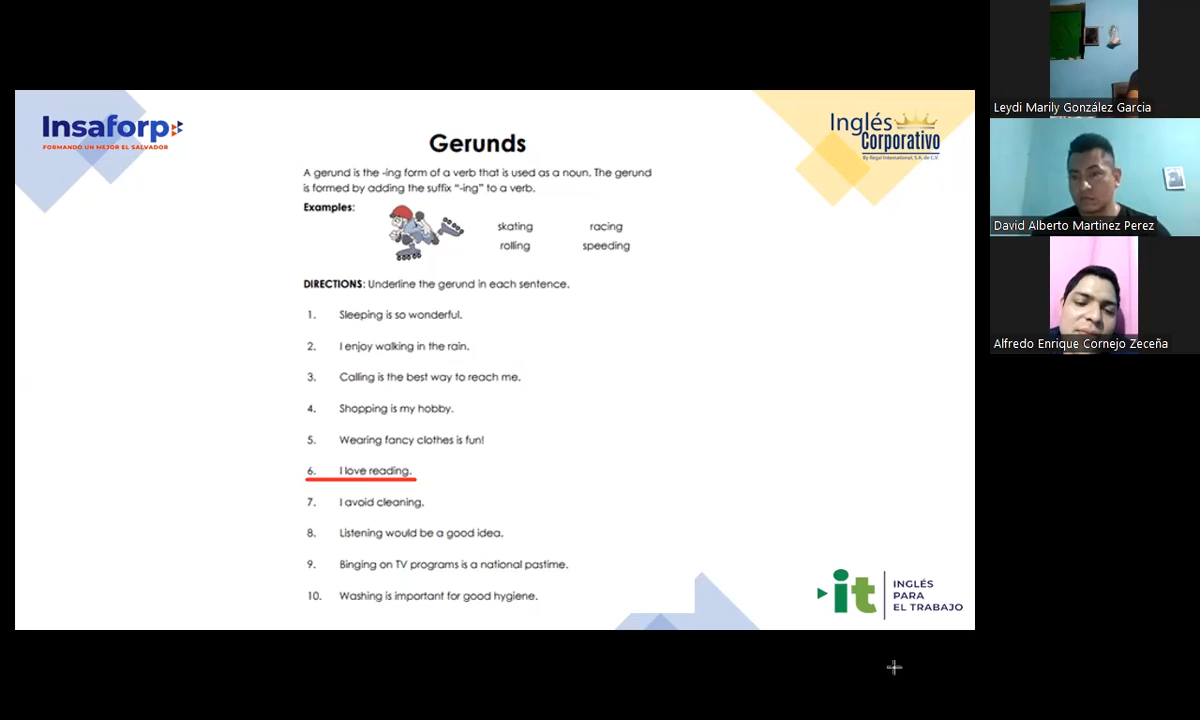 Insaforp
FORMANDO UN MEJOR EL SALVADOR
Gerunds
Inglés
Corporativo
By Regal International, S.A. de C.V.
A gerund is the -ing form of a verb that is used as a noun. The gerund
is formed by adding the suffix “-ing” to a verb.
Examples:
skating racing
rolling speeding
DIRECTIONS: Underline the gerund in each sentence.
1. Sleeping is so wonderful.
2. I enjoy walking in the rain.
3. Calling is the best way to reach me.
4. Shopping is my hobby.
5. Wearing fancy clothes is fun!
6. I love reading.
7. I avoid cleaning.
8. Listening would be a good idea.
9. Binging on TV programs is a national pastime.
10. Washing is important for good hygiene.
it
INGLÉS
PARA
EL TRABAJO
Leydi Marily González Garcia
David Alberto Martinez Perez
Alfredo Enrique Cornejo Zeceña